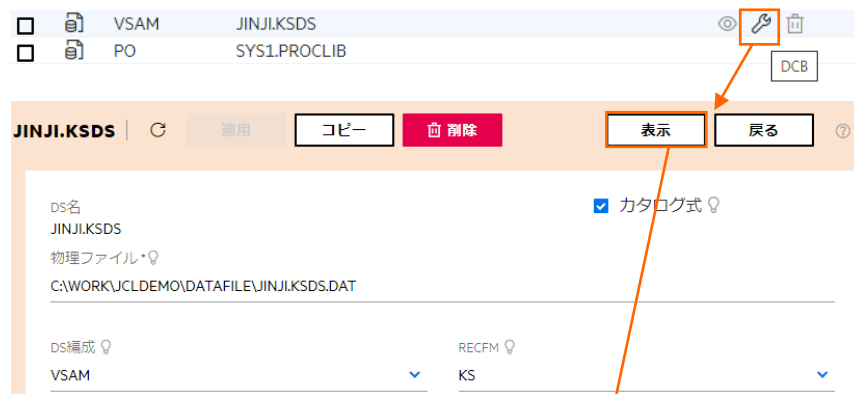 VSAM JINJI.KSDS
PO SYS1.PROCLIB
DCB
JINJI.KSDS 適用 コピー 削除 表示 戻る
DS名
JINJI.KSDS
カタログ式
物理ファイル*
C:\WORK\JCLDEMO\DATAFILE\JINJI.KSDS.DAT
DS編成 RECFM
VSAM KS